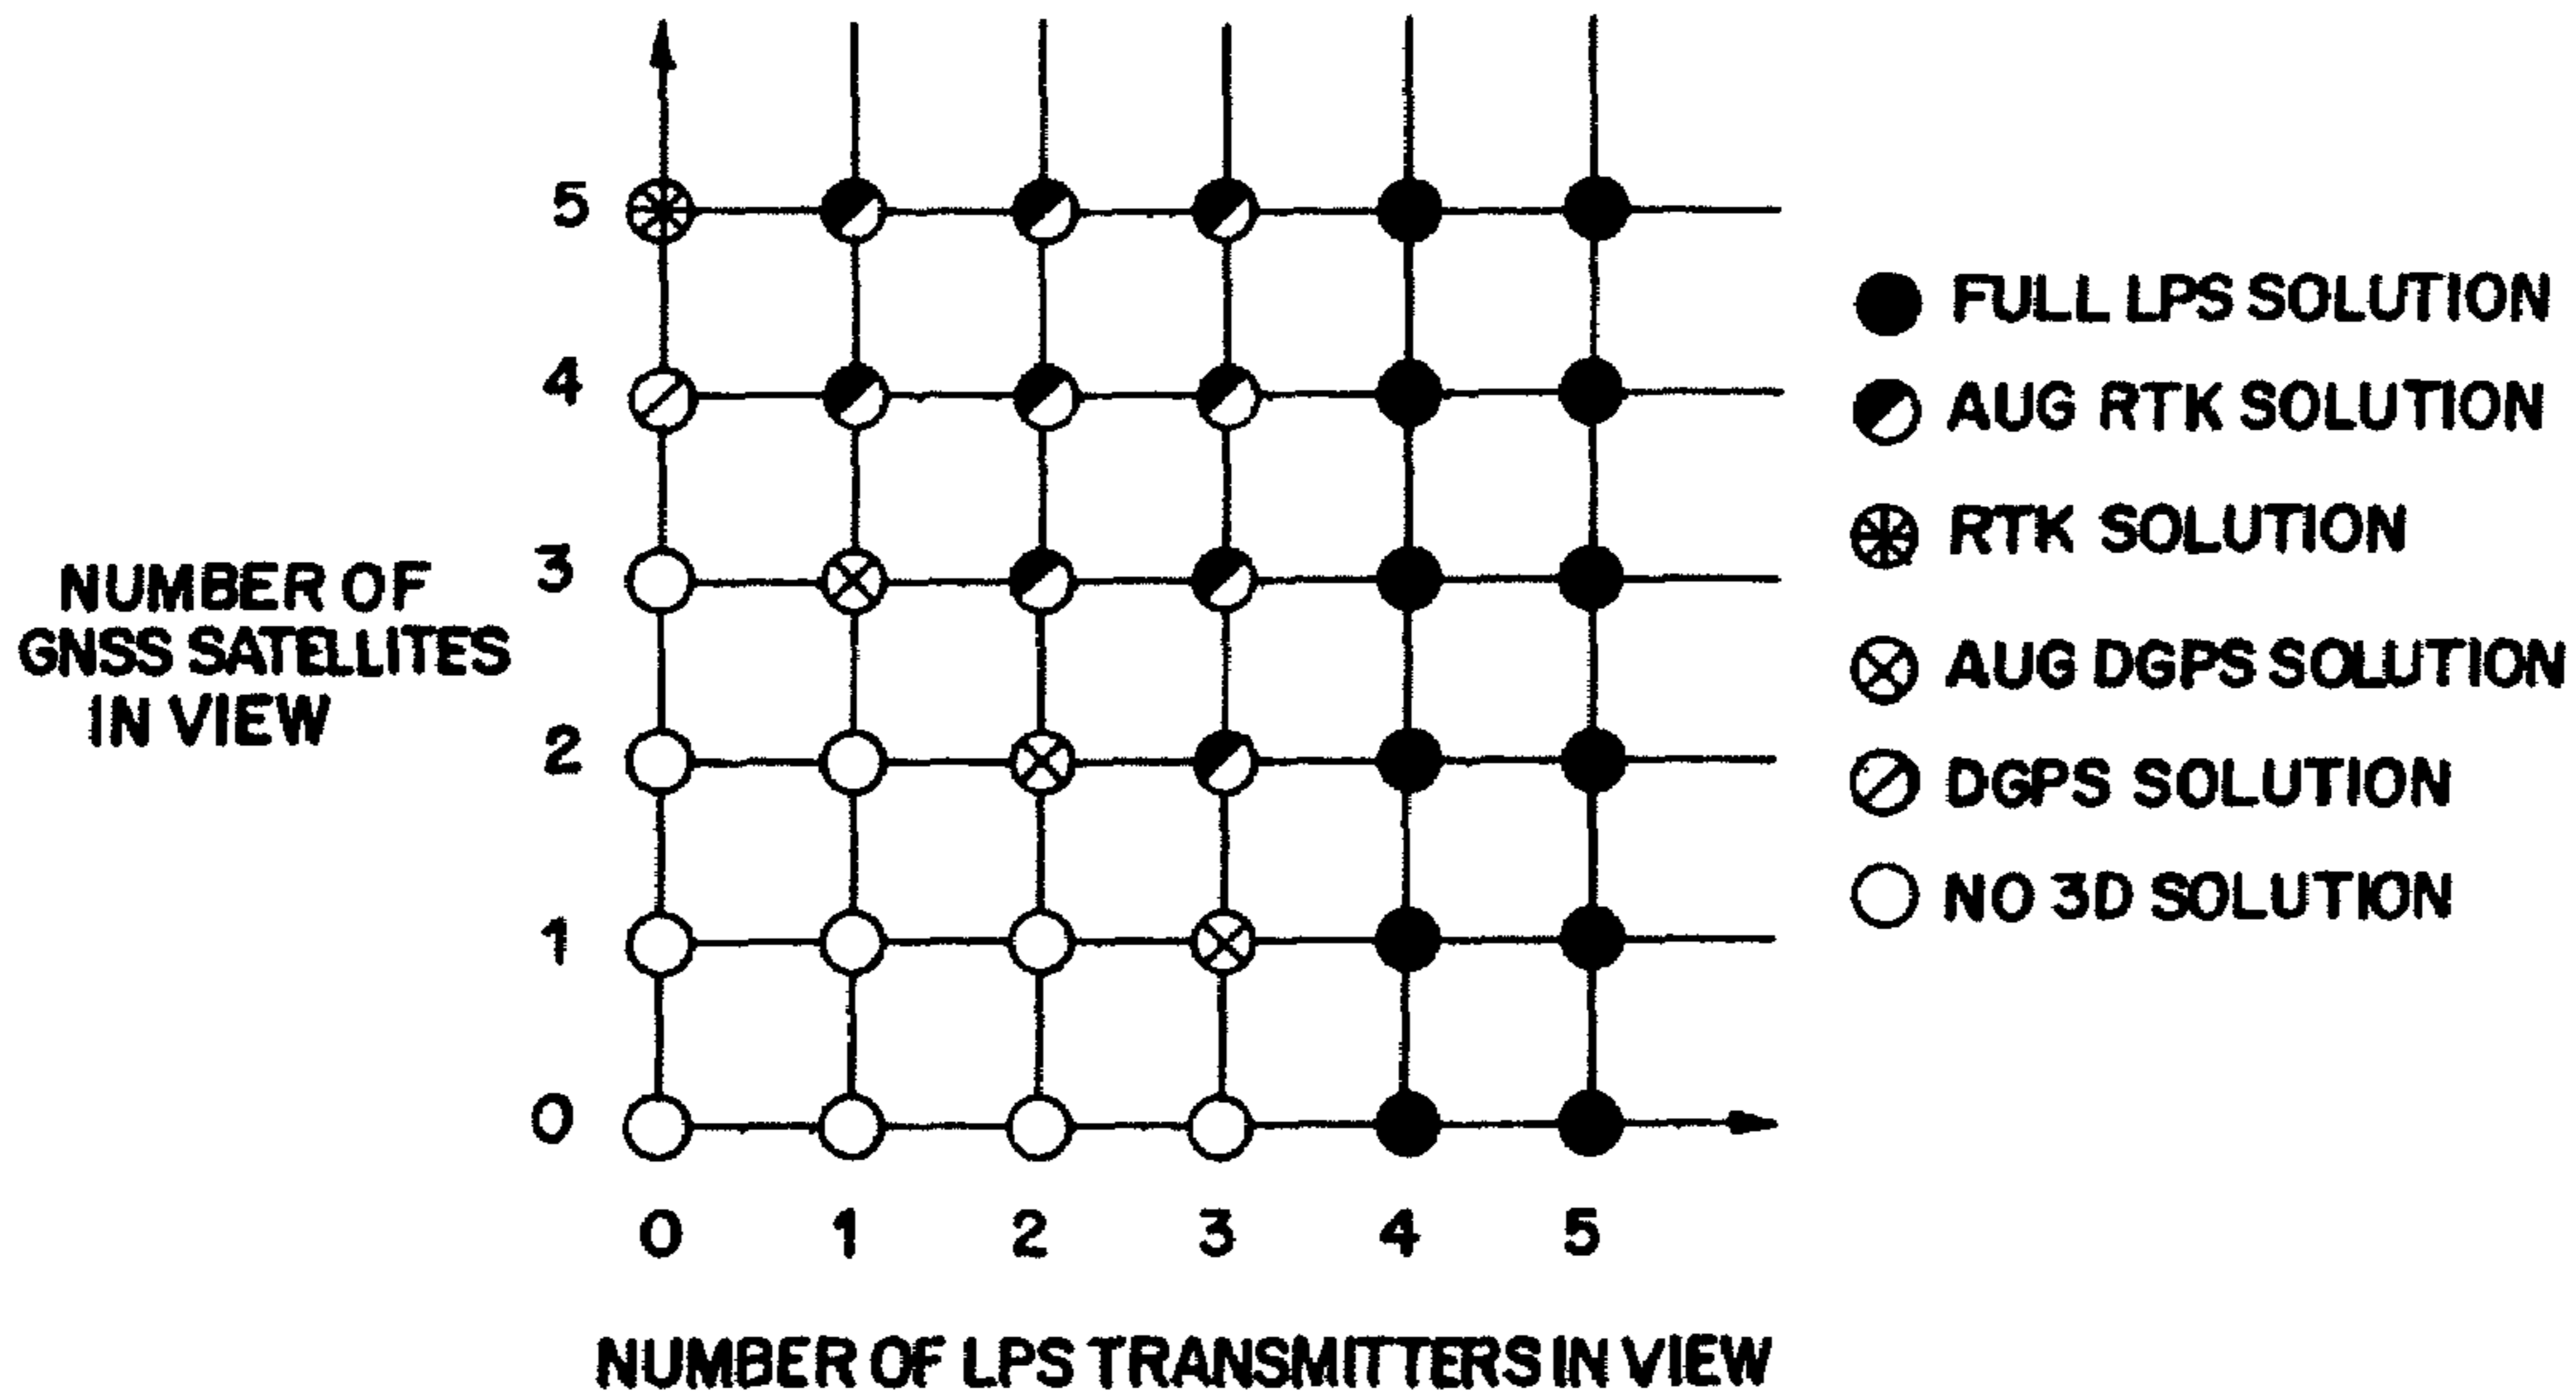 5
4
3
2
1
0
NUMBER OF
GNSS SATELLITES
IN VIEW
0 1 2 3 4 5
NUMBER OF LPS TRANSMITTERS IN VIEW
FULL LPS SOLUTION
AUG RTK SOLUTION
RTK SOLUTION
AUG DGPS SOLUTION
DGPS SOLUTION
NO 3D SOLUTION